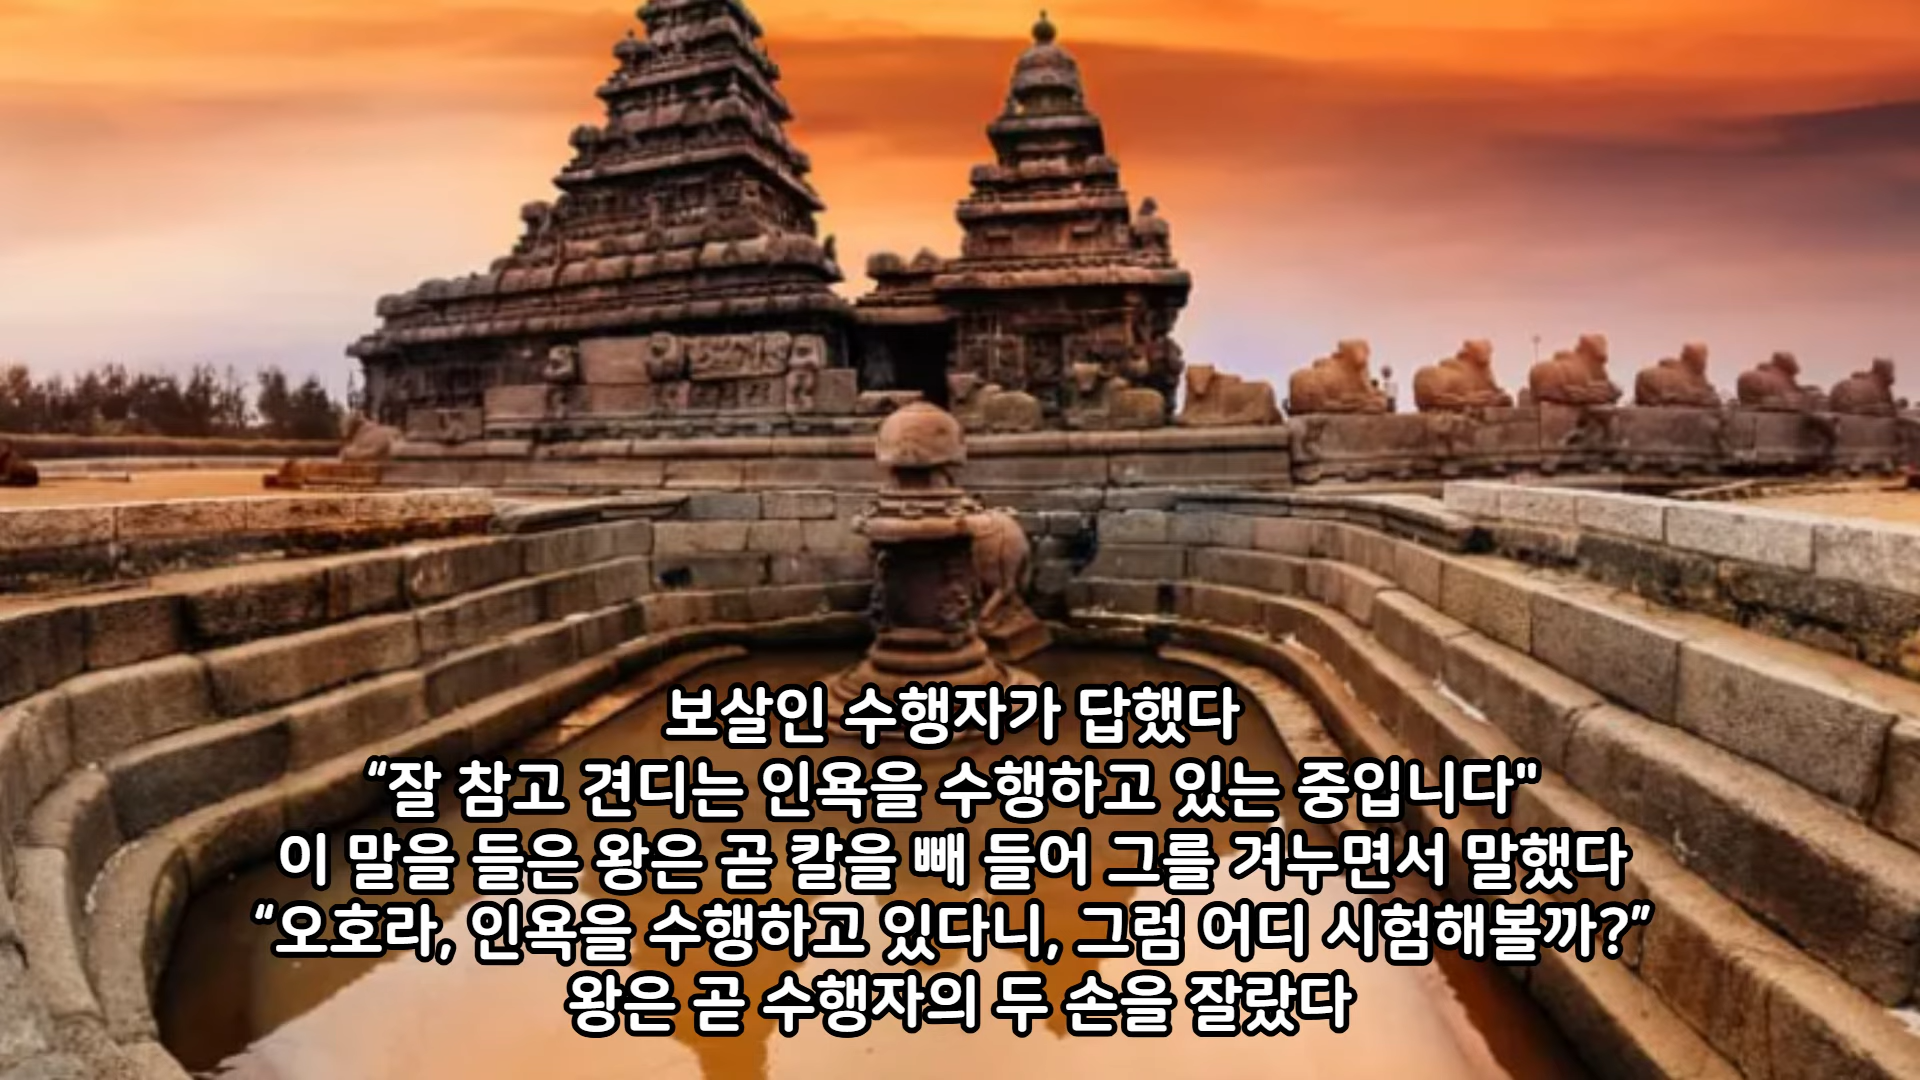 보살인 수행자가 답했다
“잘 참고 견디는 인욕을 수행하고 있는 중입니다"
이 말을 들은 왕은 곧 칼을 빼 들어 그를 겨누면서 말했다
“오호라, 인욕을 수행하고 있다니, 그럼 어디 시험해볼까?”
왕은 곧 수행자의 두 손을 잘랐다